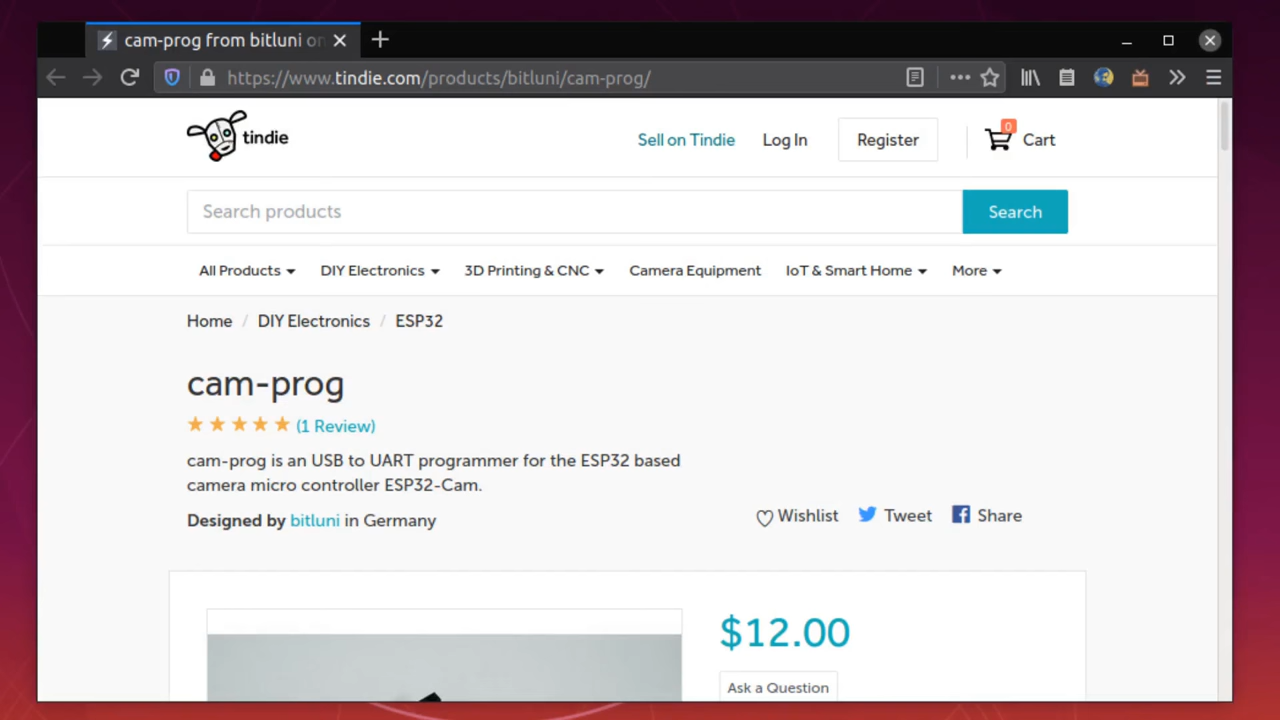 cam-prog from bitluni on
https://www.tindie.com/products/bitluni/cam-prog/
tindie
Sell on Tindie
Log In
Register
0
Cart
Search products
Search
All Products
DIY Electronics
3D Printing & CNC
Camera Equipment
IoT & Smart Home
More
Home / DIY Electronics / ESP32
cam-prog
(1 Review)
cam-prog is an USB to UART programmer for the ESP32 based
camera micro controller ESP32-Cam.
Designed by bitluni in Germany
Wishlist
Tweet
Share
$12.00
Ask a Question